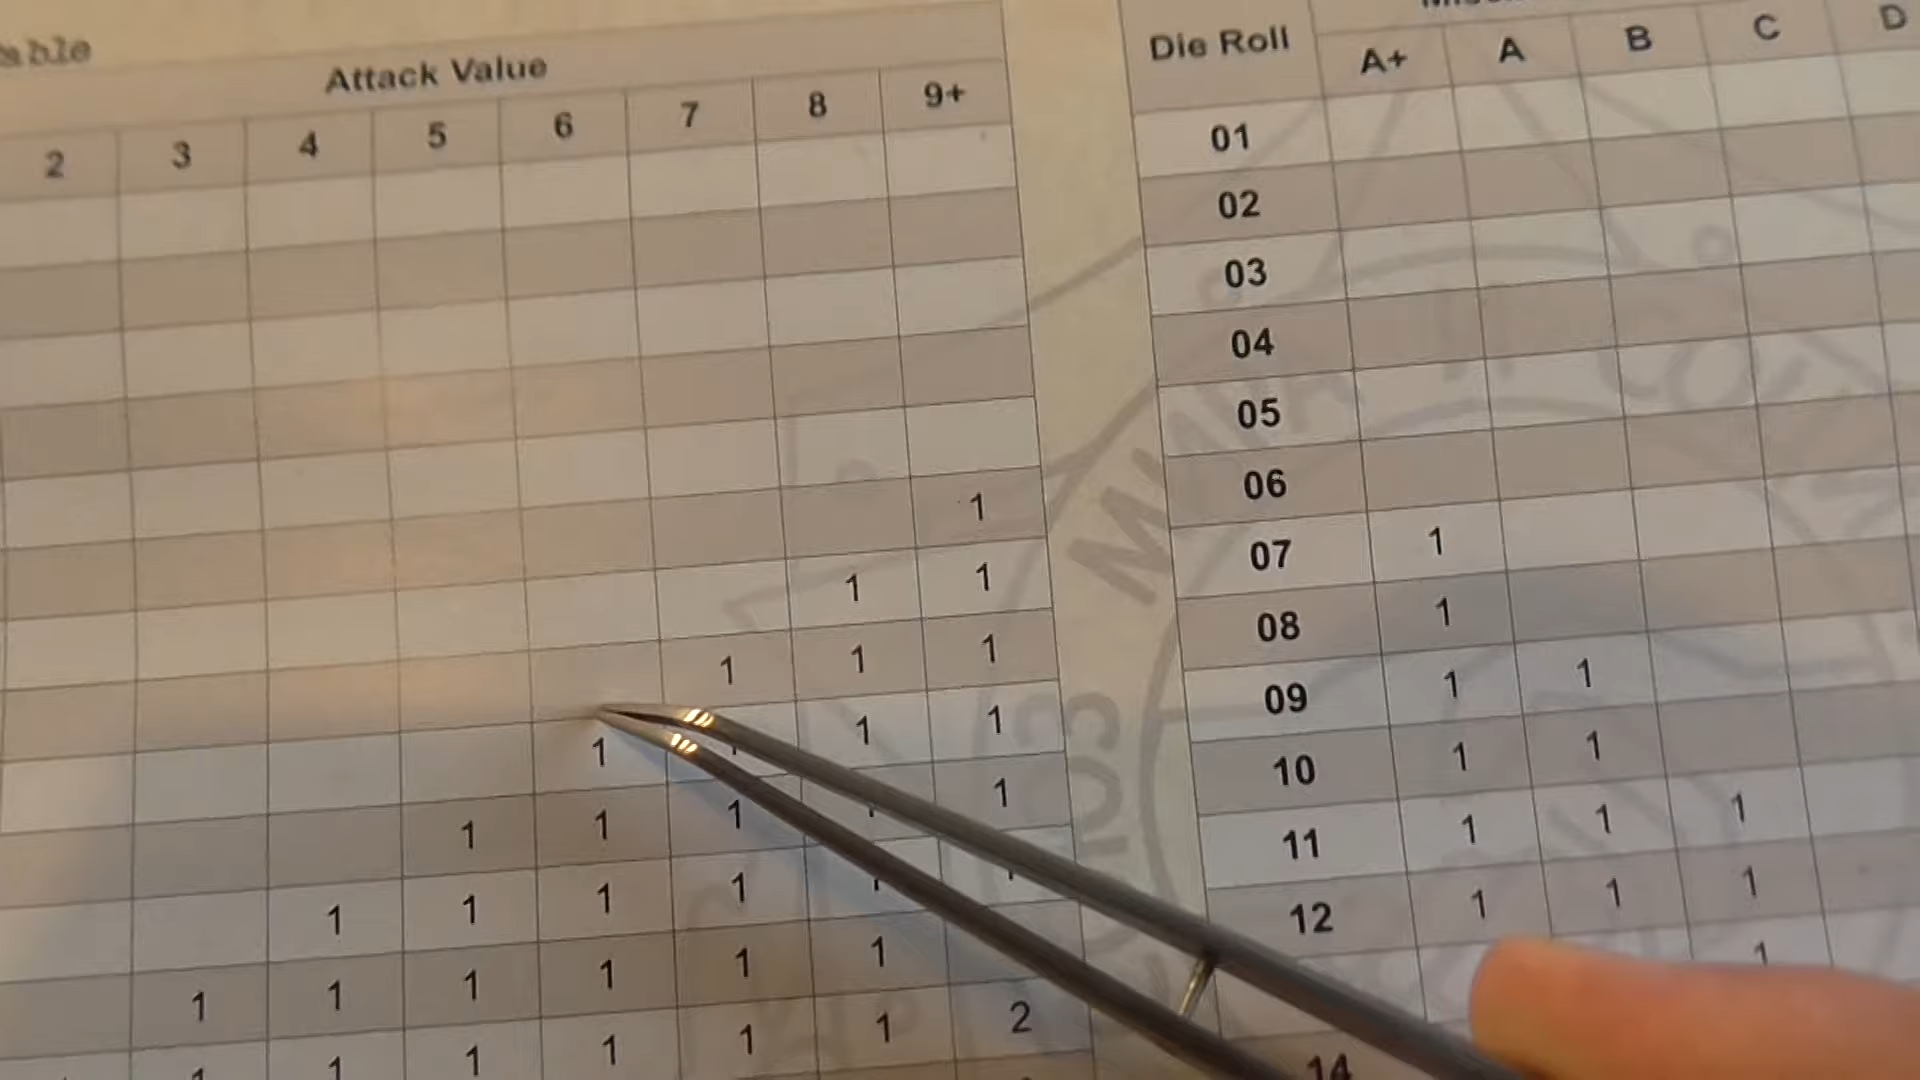 Attack Value
2 3 4 5 6 7 8 9+
1
1 1
1 1 1
1 1 1
1 1 1 1
1 1 1 1
1 1 1 1 1 1
1 1 1 1 1 2
Die Roll A+ A B C D
01
02
03
04
05
06
07 1
08 1
09 1 1
10 1 1
11 1 1 1
12 1 1 1
1
14